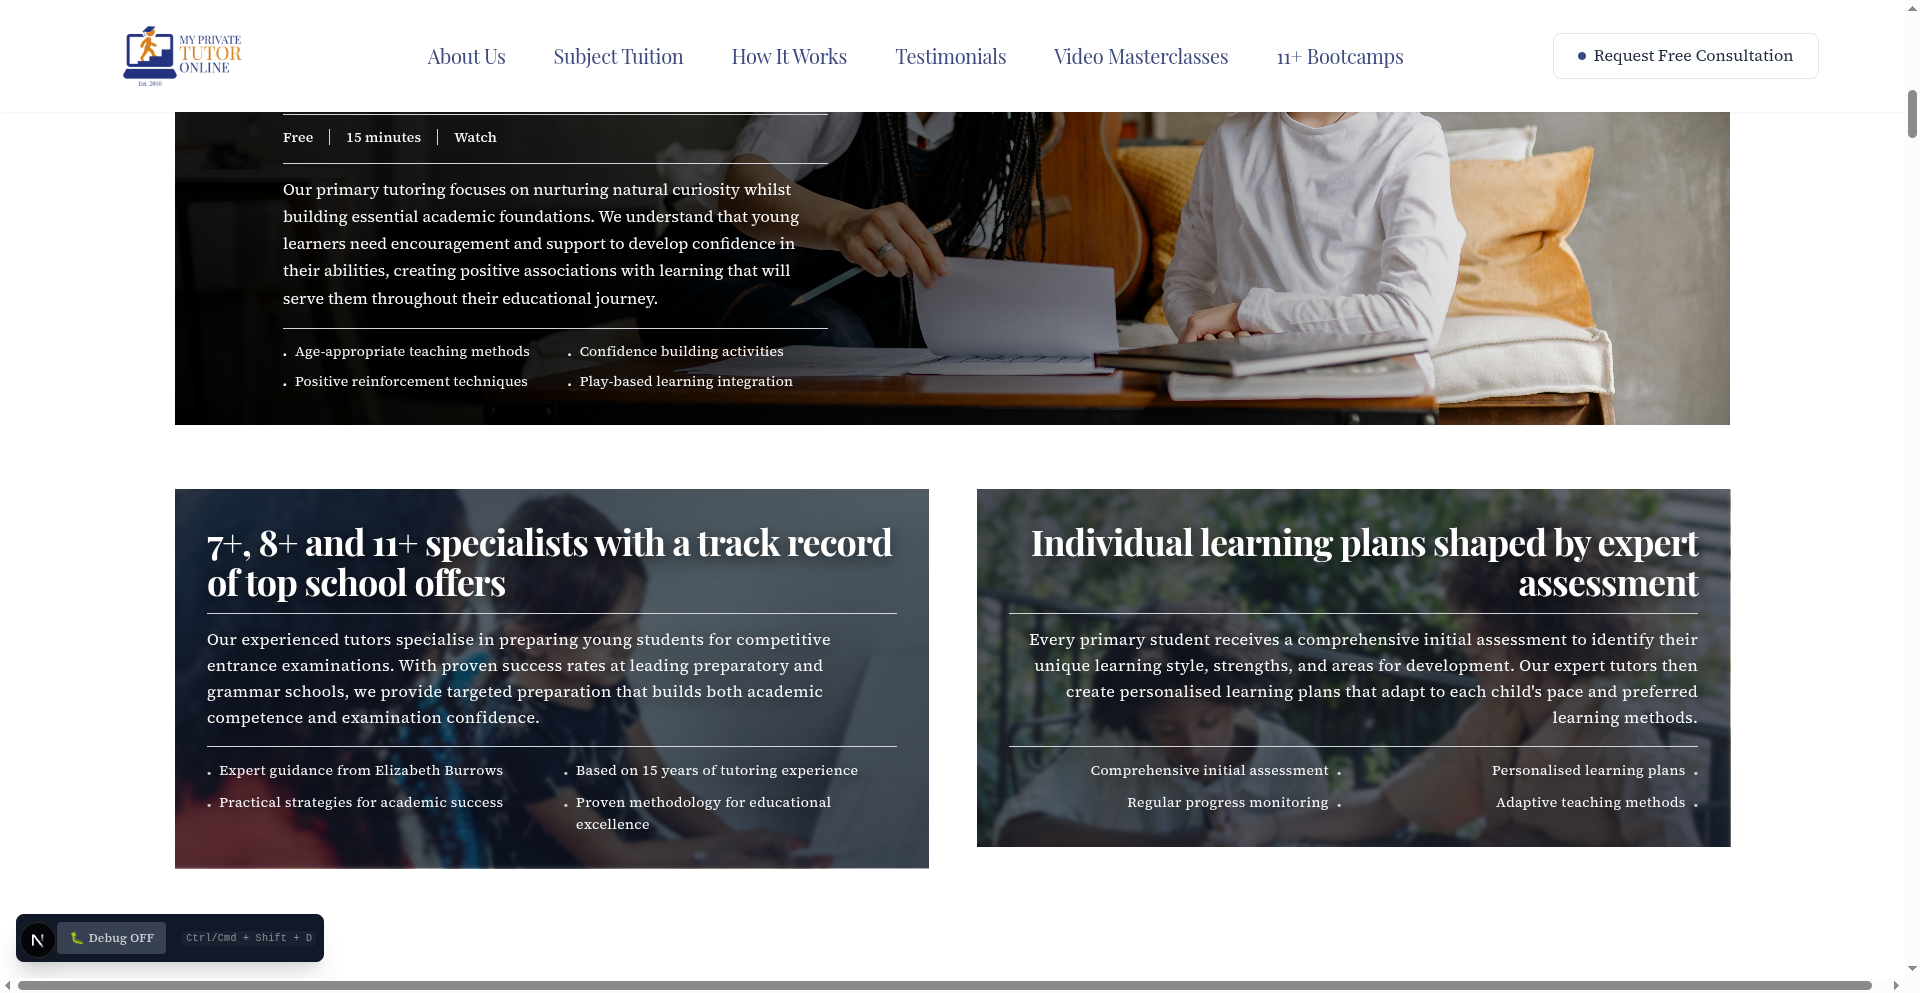 MY PRIVATE
TUTOR
ONLINE
Est. 2010
About Us
Subject Tuition
How It Works
Testimonials
Video Masterclasses
11+ Bootcamps
Request Free Consultation
Free
15 minutes
Watch
Our primary tutoring focuses on nurturing natural curiosity whilst
building essential academic foundations. We understand that young
learners need encouragement and support to develop confidence in
their abilities, creating positive associations with learning that will
serve them throughout their educational journey.
Age-appropriate teaching methods
Confidence building activities
Positive reinforcement techniques
Play-based learning integration
7+, 8+ and 11+ specialists with a track record
of top school offers
Our experienced tutors specialise in preparing young students for competitive
entrance examinations. With proven success rates at leading preparatory and
grammar schools, we provide targeted preparation that builds both academic
competence and examination confidence.
Expert guidance from Elizabeth Burrows
Based on 15 years of tutoring experience
Practical strategies for academic success
Proven methodology for educational
excellence
Individual learning plans shaped by expert
assessment
Every primary student receives a comprehensive initial assessment to identify their
unique learning style, strengths, and areas for development. Our expert tutors then
create personalised learning plans that adapt to each child's pace and preferred
learning methods.
Comprehensive initial assessment
Personalised learning plans
Regular progress monitoring
Adaptive teaching methods
N
Debug OFF
Ctrl/Cmd + Shift + D